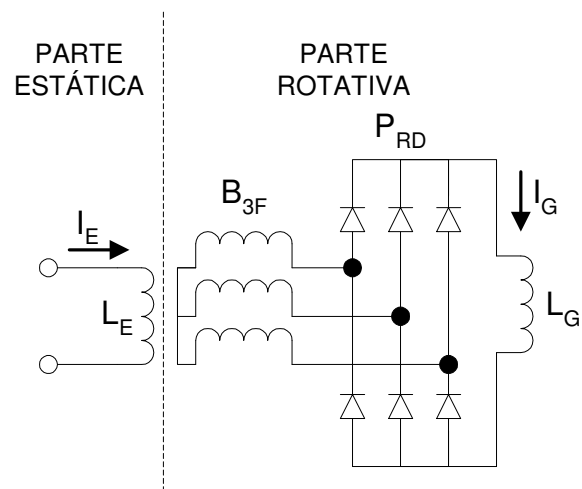 PARTE
ESTÁTICA
PARTE
ROTATIVA
P_RD
B_3F
I_E
I_G
L_E
L_G